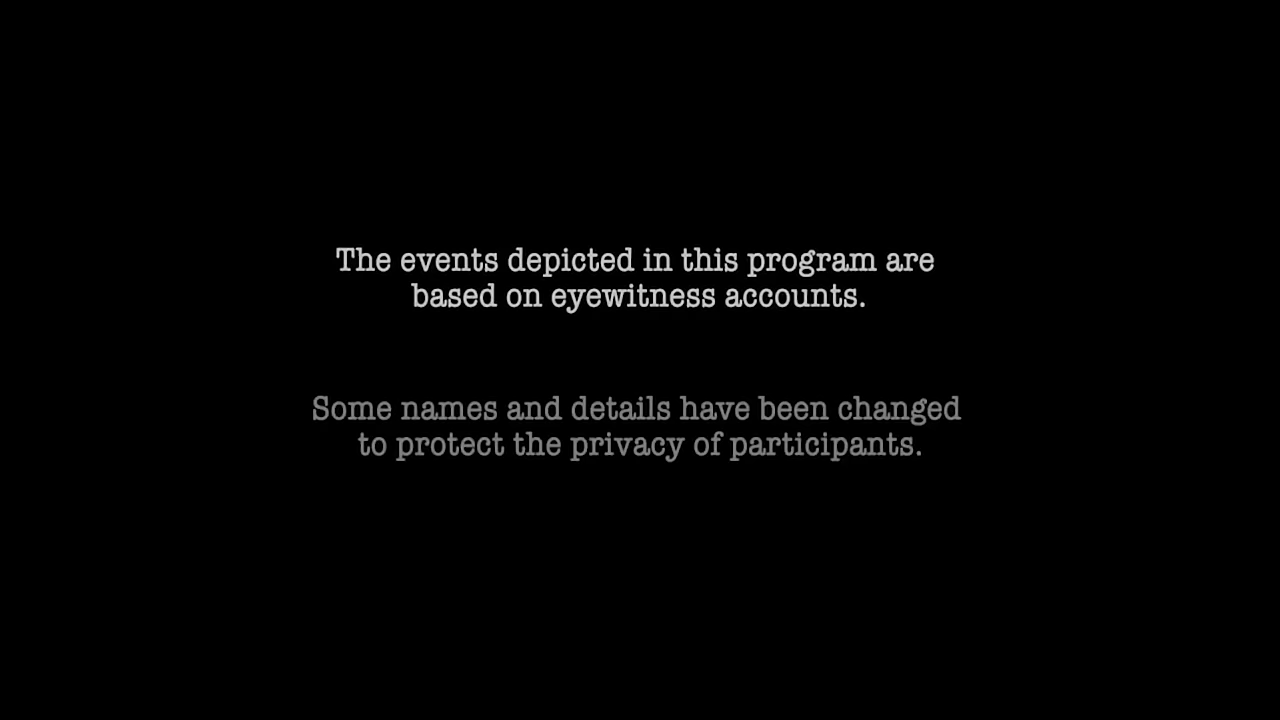 The events depicted in this program are
based on eyewitness accounts.
Some names and details have been changed
to protect the privacy of participants.